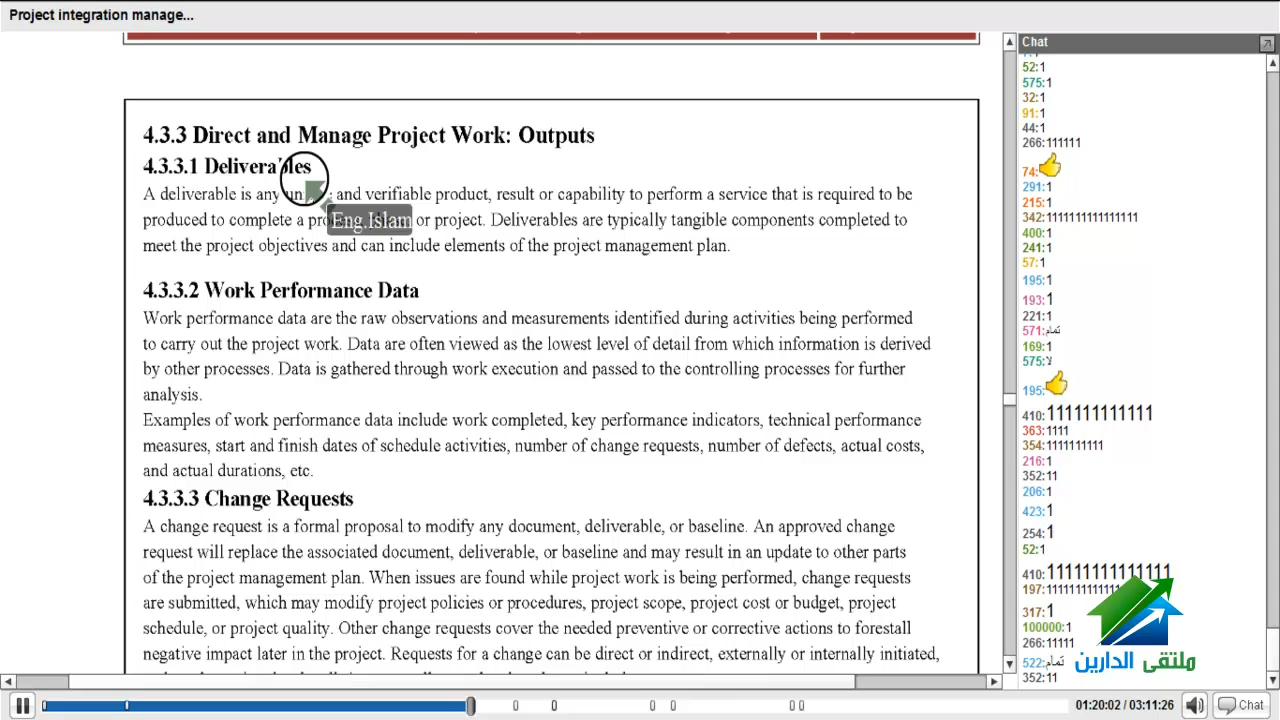 Project integration manage...
4.3.3 Direct and Manage Project Work: Outputs
4.3.3.1 Deliverables
A deliverable is any and verifiable product, result or capability to perform a service that is required to be
produced to complete a or project. Deliverables are typically tangible components completed to
Eng.Islam
meet the project objectives and can include elements of the project management plan.
4.3.3.2 Work Performance Data
Work performance data are the raw observations and measurements identified during activities being performed
to carry out the project work. Data are often viewed as the lowest level of detail from which information is derived
by other processes. Data is gathered through work execution and passed to the controlling processes for further
analysis.
Examples of work performance data include work completed, key performance indicators, technical performance
measures, start and finish dates of schedule activities, number of change requests, number of defects, actual costs,
and actual durations, etc.
4.3.3.3 Change Requests
A change request is a formal proposal to modify any document, deliverable, or baseline. An approved change
request will replace the associated document, deliverable, or baseline and may result in an update to other parts
of the project management plan. When issues are found while project work is being performed, change requests
are submitted, which may modify project policies or procedures, project scope, project cost or budget, project
schedule, or project quality. Other change requests cover the needed preventive or corrective actions to forestall
negative impact later in the project. Requests for a change can be direct or indirect, externally or internally initiated,
Chat
52:1
575:1
32:1
91:1
44:1
266:111111
74:
291:1
215:1
342:111111111111111
400:1
241:1
57:1
195:1
193:1
221:1
571:تمام
169:1
575:لا
195:
410:111111111111
363:1111
354:1111111111
216:1
352:11
206:1
423:1
254:1
52:1
410:11111111111111
197:
317:1
100000:1
266:11111
522:تمام
352:11
ملتقى الدارين
01:20:02 / 03:11:26
Chat